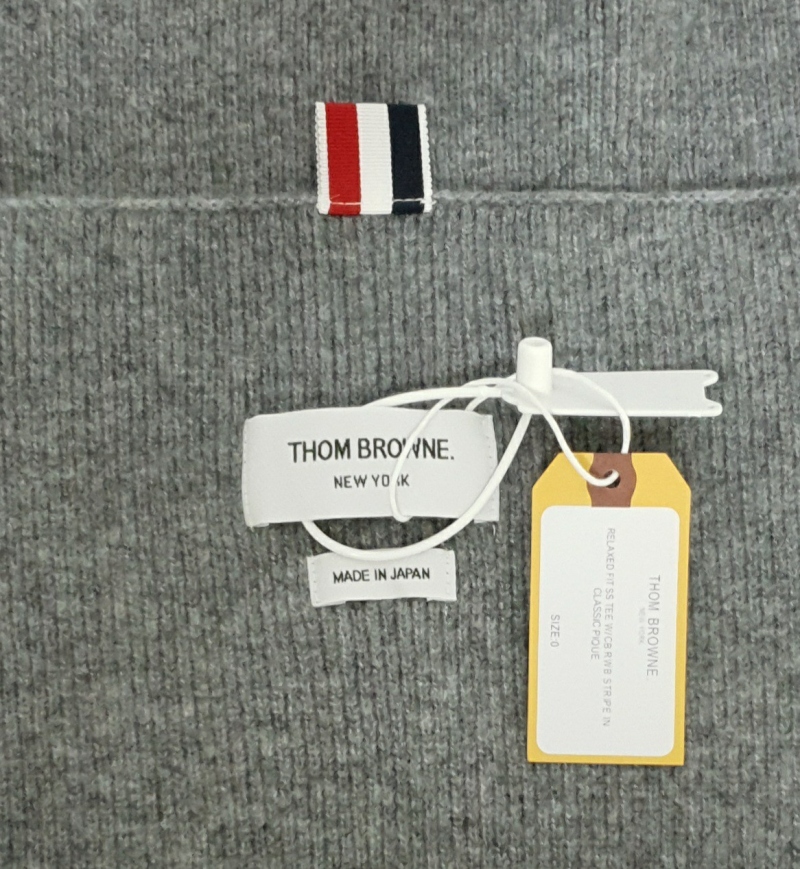 THOM BROWNE.
NEW YORK
MADE IN JAPAN
THOM BROWNE.
NEW YORK
RELAXED FIT SS TEE W/CB RWB STRIPE IN
CLASSIC PIQUE
SIZE:0